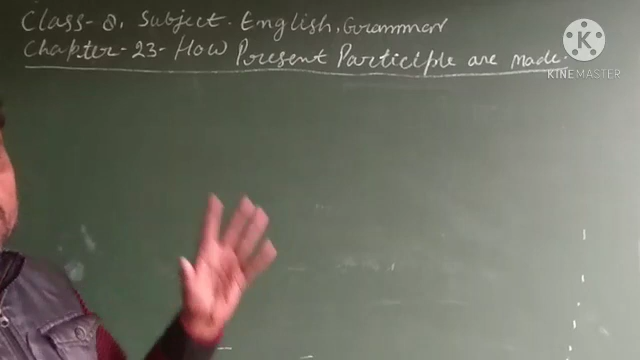 Class-8, Subject. English, Grammar
Chapter-23-How Present Participle are made.
K
KINEMASTER